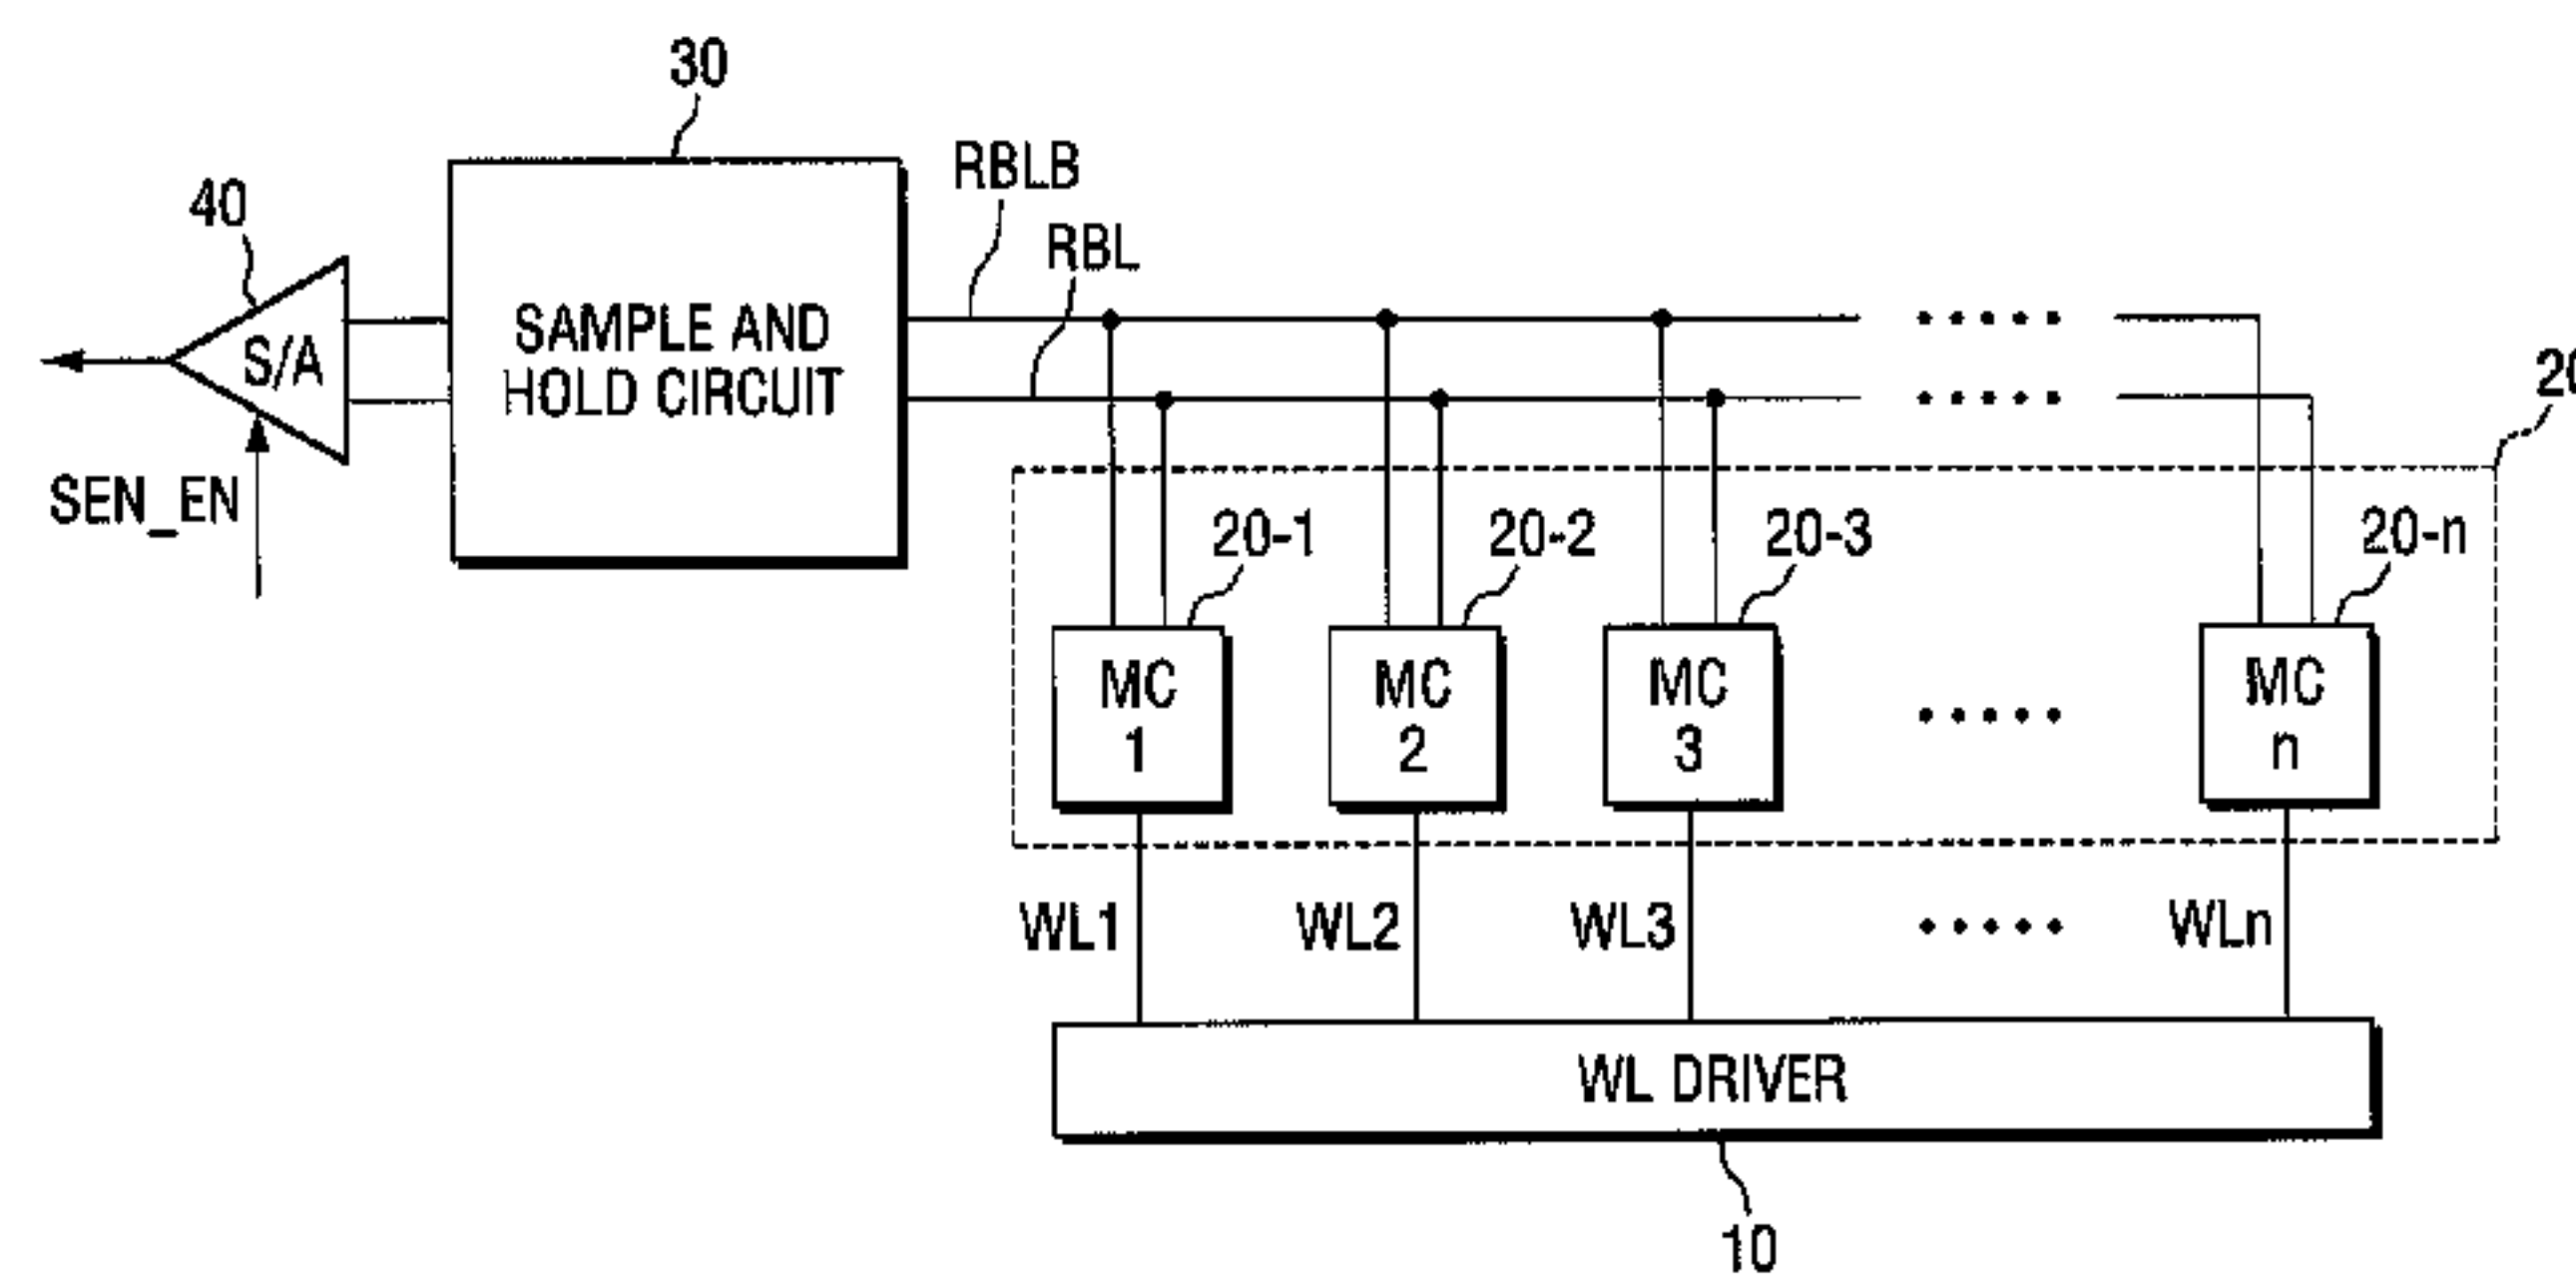 30
RBLB
40
RBL
SAMPLE AND
HOLD CIRCUIT
S/A
SEN_EN
20
20-1
20-2
20-3
20-n
MC
1
MC
2
MC
3
MC
n
WL1
WL2
WL3
WLn
WL DRIVER
10